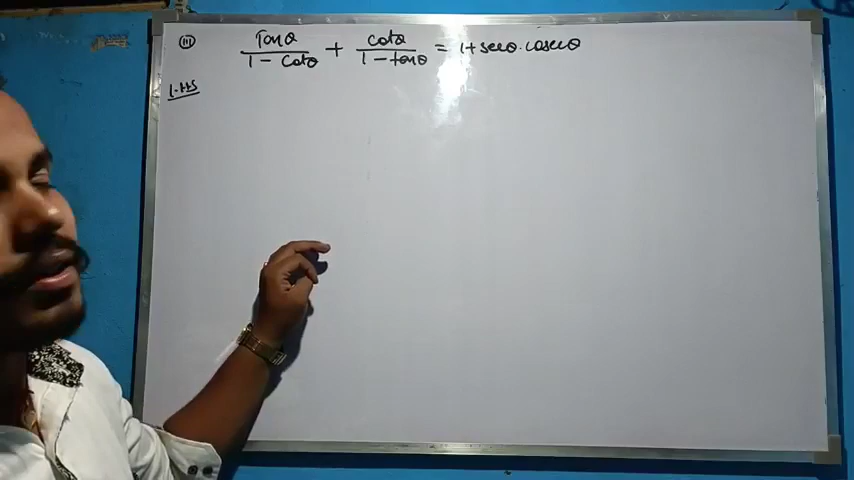 (iii) Tanθ/(1 - Cotθ) + cotθ/(1 - tanθ) = 1 + secθ.cosecθ
L.H.S